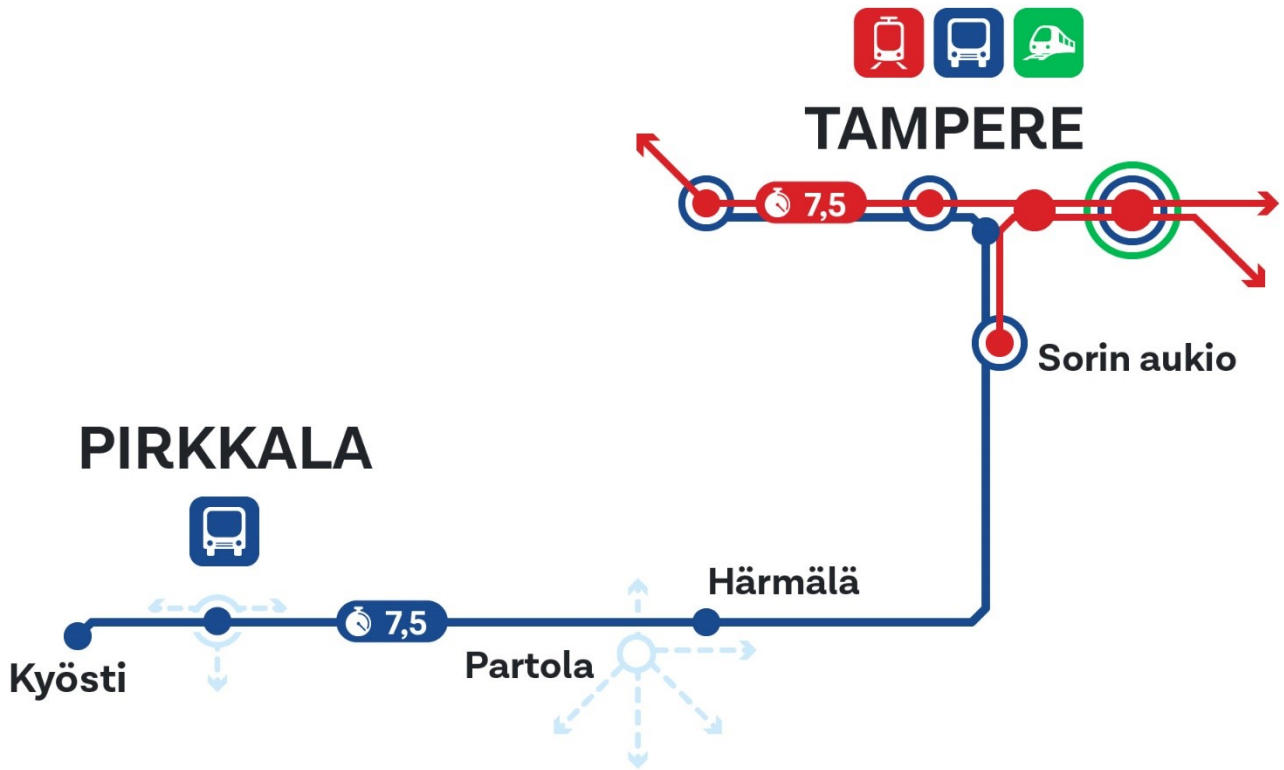 TAMPERE
7,5
Sorin aukio
PIRKKALA
Härmälä
7,5
Partola
Kyösti